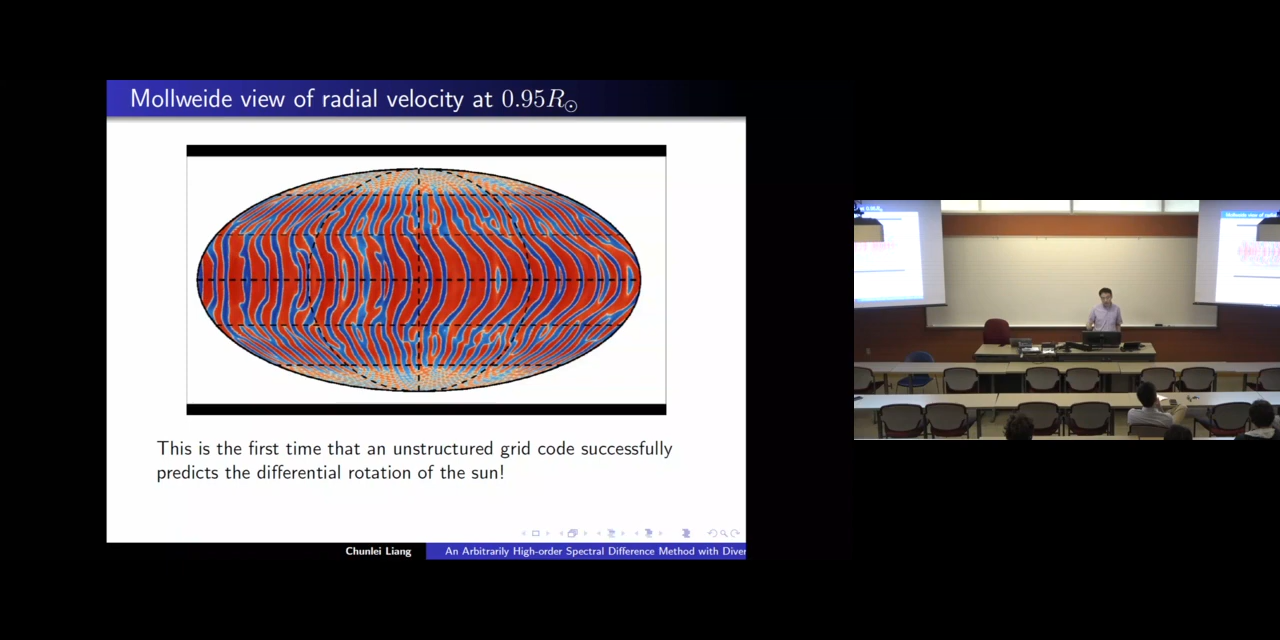 Mollweide view of radial velocity at 0.95R☉
This is the first time that an unstructured grid code successfully
predicts the differential rotation of the sun!
Chunlei Liang
An Arbitrarily High-order Spectral Difference Method with Diver